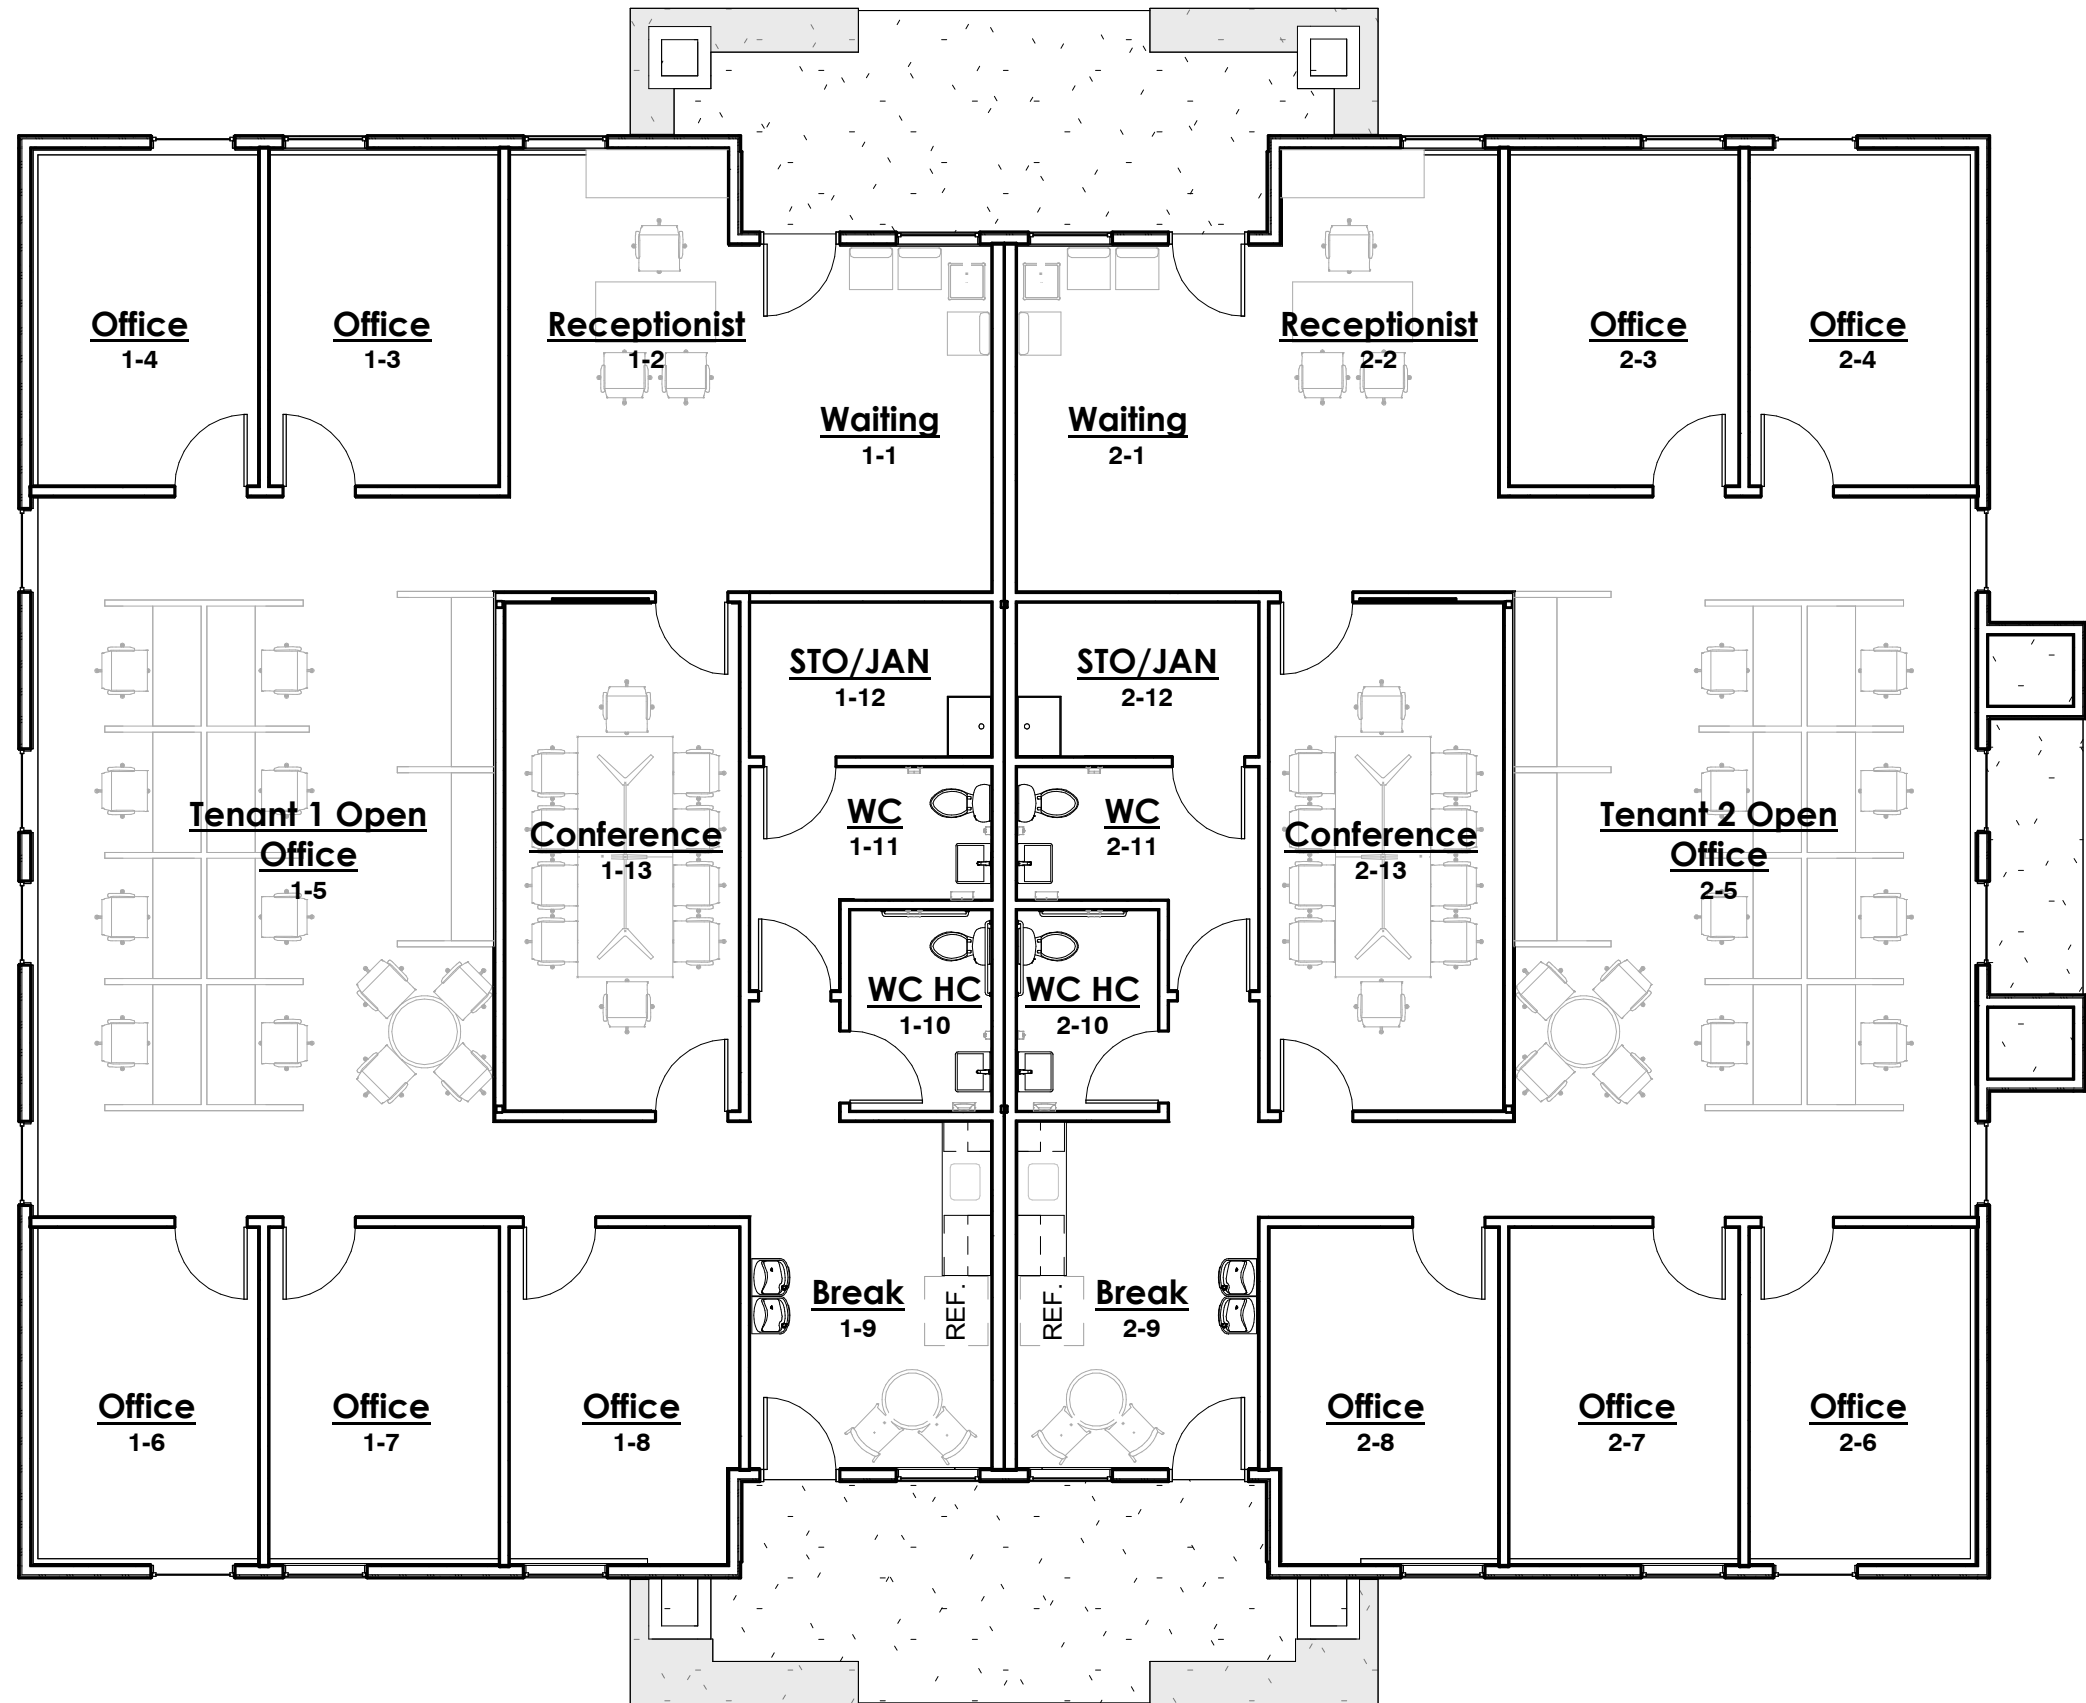 Office
1-4
Office
1-3
Receptionist
1-2
Waiting
1-1
Waiting
2-1
Receptionist
2-2
Office
2-3
Office
2-4
Tenant 1 Open
Office
1-5
Conference
1-13
STO/JAN
1-12
STO/JAN
2-12
WC
1-11
WC
2-11
WC HC
1-10
WC HC
2-10
Conference
2-13
Tenant 2 Open
Office
2-5
Office
1-6
Office
1-7
Office
1-8
Break
1-9
REF.
REF.
Break
2-9
Office
2-8
Office
2-7
Office
2-6